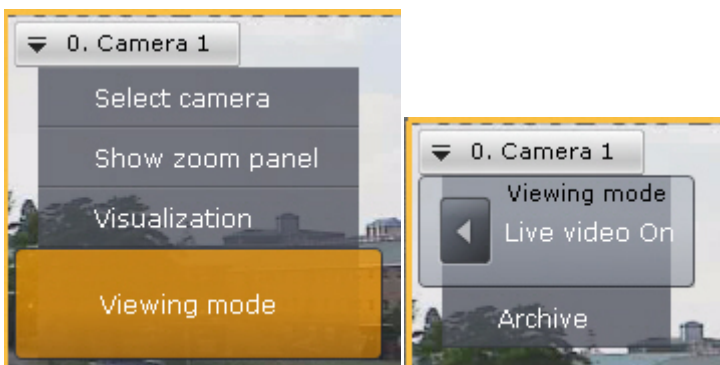 0. Camera 1
Select camera
Show zoom panel
Visualization
Viewing mode
0. Camera 1
Viewing mode
Live video On
Archive